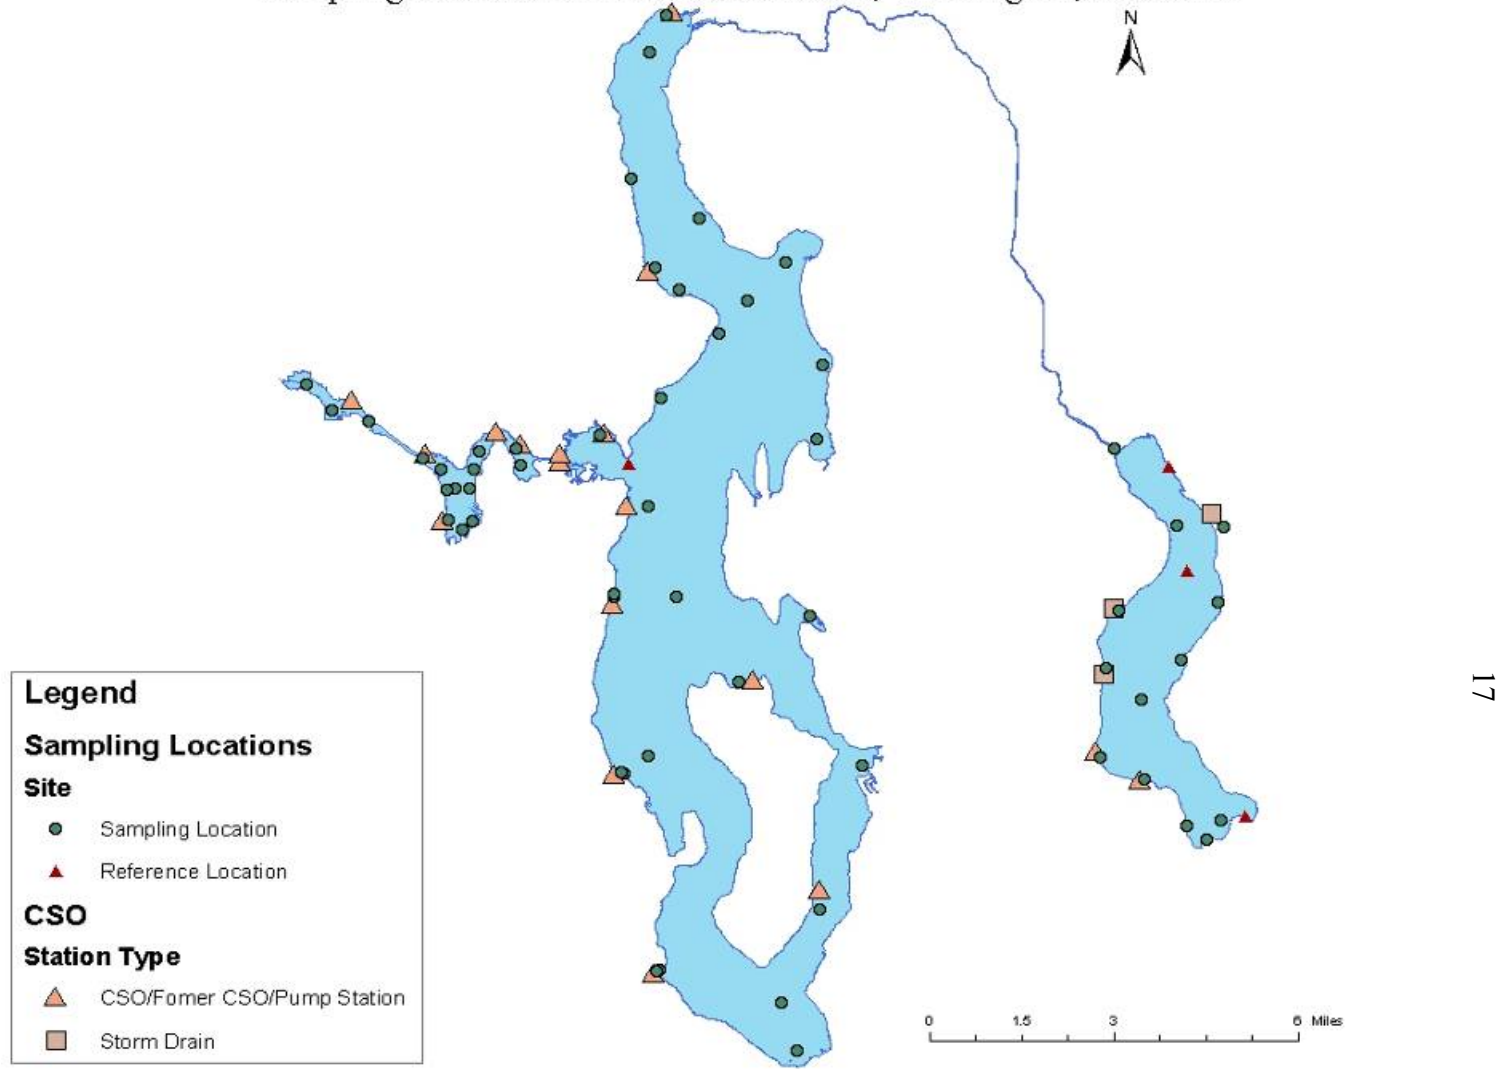 N
Legend
Sampling Locations
Site
Sampling Location
Reference Location
CSO
Station Type
CSO/Fomer CSO/Pump Station
Storm Drain
0 1.5 3 6 Miles
17